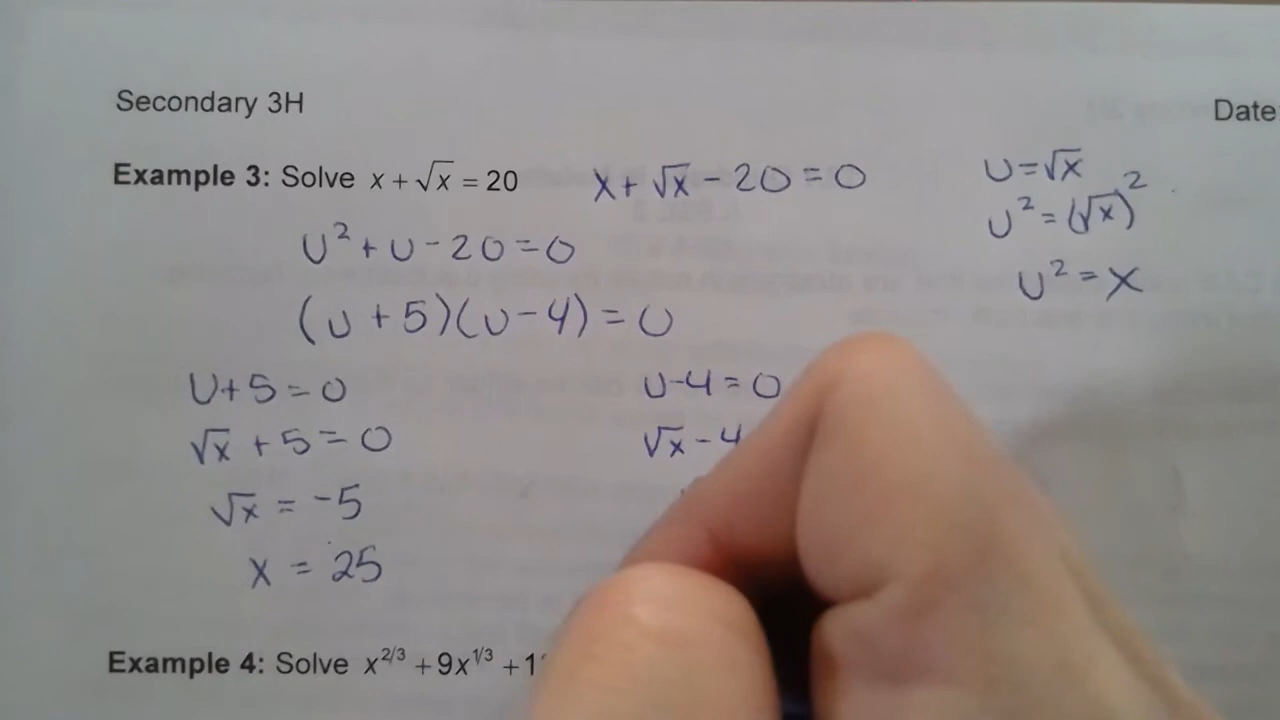 Secondary 3H
Date
Example 3: Solve x + √x = 20
x + √x - 20 = 0
u = √x
u² = (√x)²
u² = x
u² + u - 20 = 0
(u + 5)(u - 4) = 0
u + 5 = 0
√x + 5 = 0
√x = -5
x = 25
u - 4 = 0
√x - 4
Example 4: Solve x^2/3 + 9x^1/3 + 1